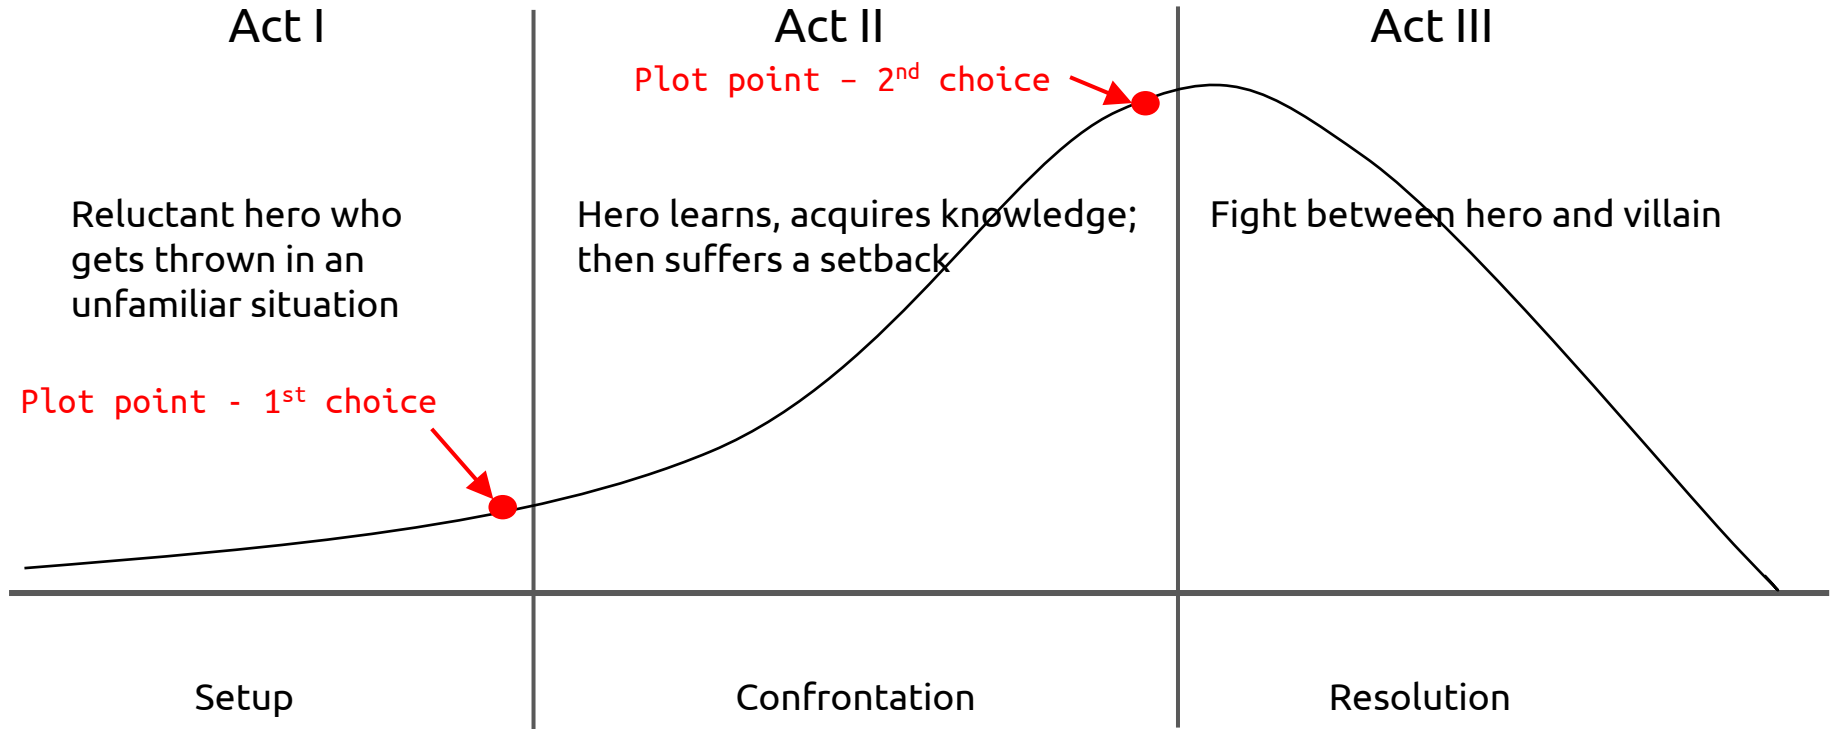 Act I
Act II
Act III
Plot point – 2nd choice
Reluctant hero who
gets thrown in an
unfamiliar situation
Hero learns, acquires knowledge;
then suffers a setback
Fight between hero and villain
Plot point - 1st choice
Setup
Confrontation
Resolution